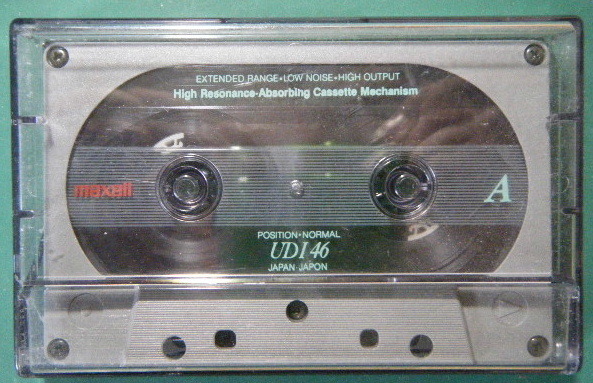 EXTENDED RANGE•LOW NOISE•HIGH OUTPUT
High Resonance-Absorbing Cassette Mechanism
maxell
A
POSITION•NORMAL
UDI 46
JAPAN JAPON